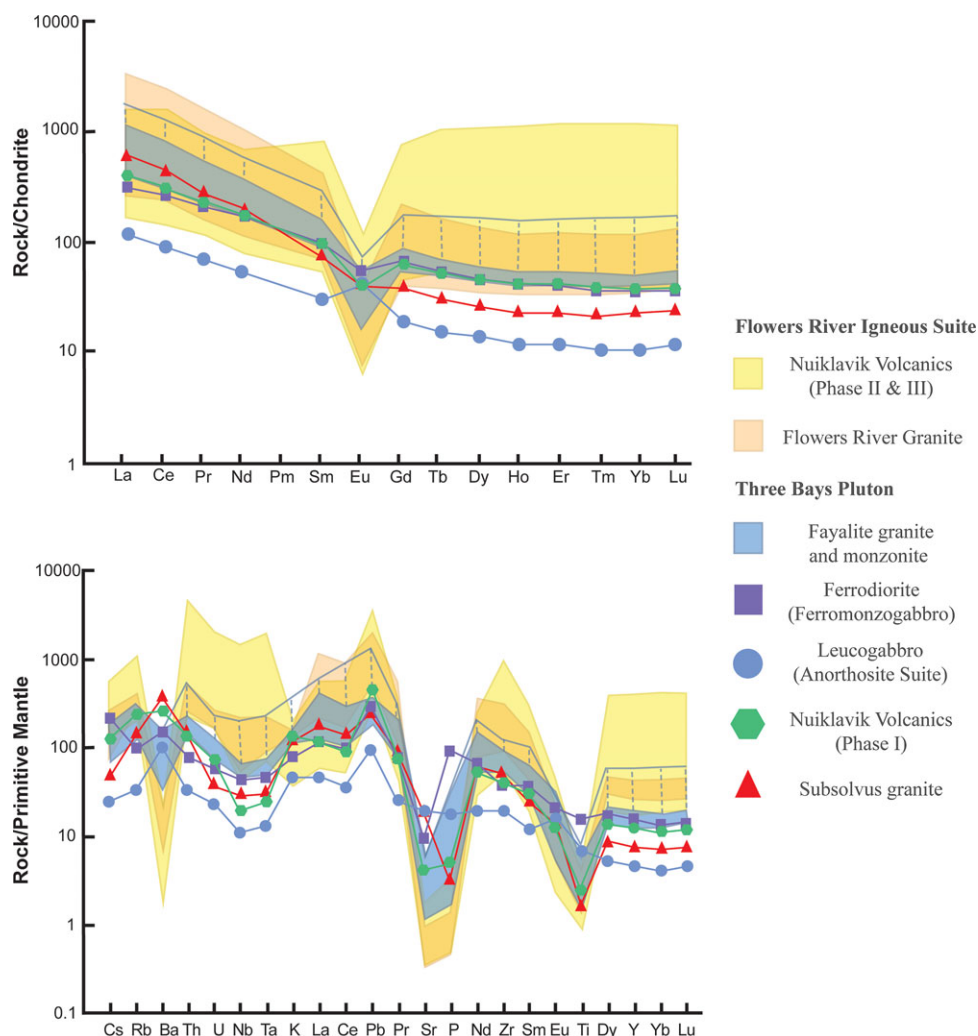 10000
1000
100
10
1
Rock/Chondrite
La Ce Pr Nd Pm Sm Eu Gd Tb Dy Ho Er Tm Yb Lu
10000
1000
100
10
1
0.1
Rock/Primitive Mantle
Cs Rb Ba Th U Nb Ta K La Ce Pb Pr Sr P Nd Zr Sm Eu Ti Dy Y Yb Lu
Flowers River Igneous Suite
Nuiklavik Volcanics
(Phase II & III)
Flowers River Granite
Three Bays Pluton
Fayalite granite
and monzonite
Ferrodiorite
(Ferromonzogabbro)
Leucogabbro
(Anorthosite Suite)
Nuiklavik Volcanics
(Phase I)
Subsolvus granite